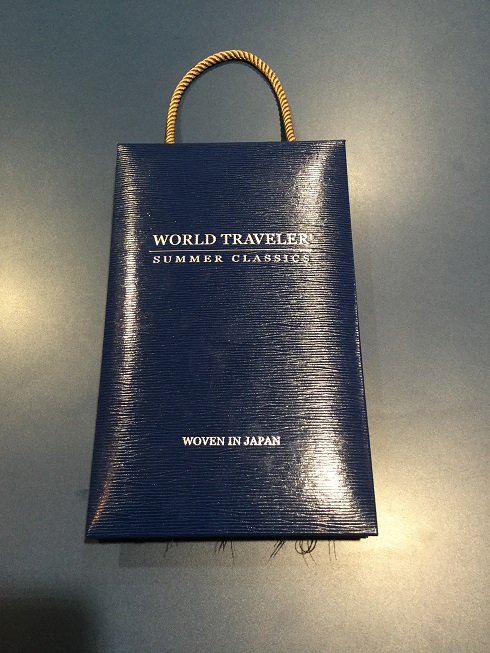 WORLD TRAVELER
SUMMER CLASSICS
WOVEN IN JAPAN